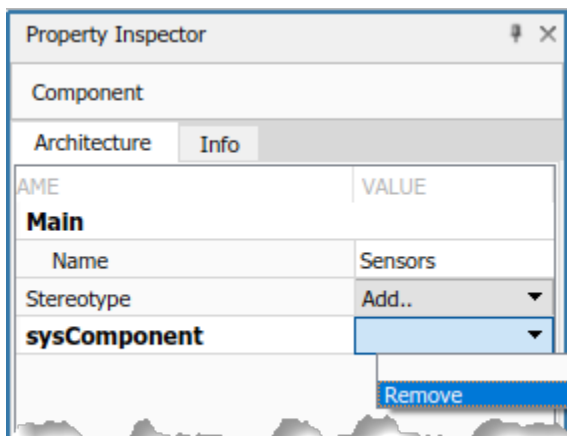 Property Inspector
Component
Architecture Info
AME VALUE
Main
Name Sensors
Stereotype Add..
sysComponent
Remove